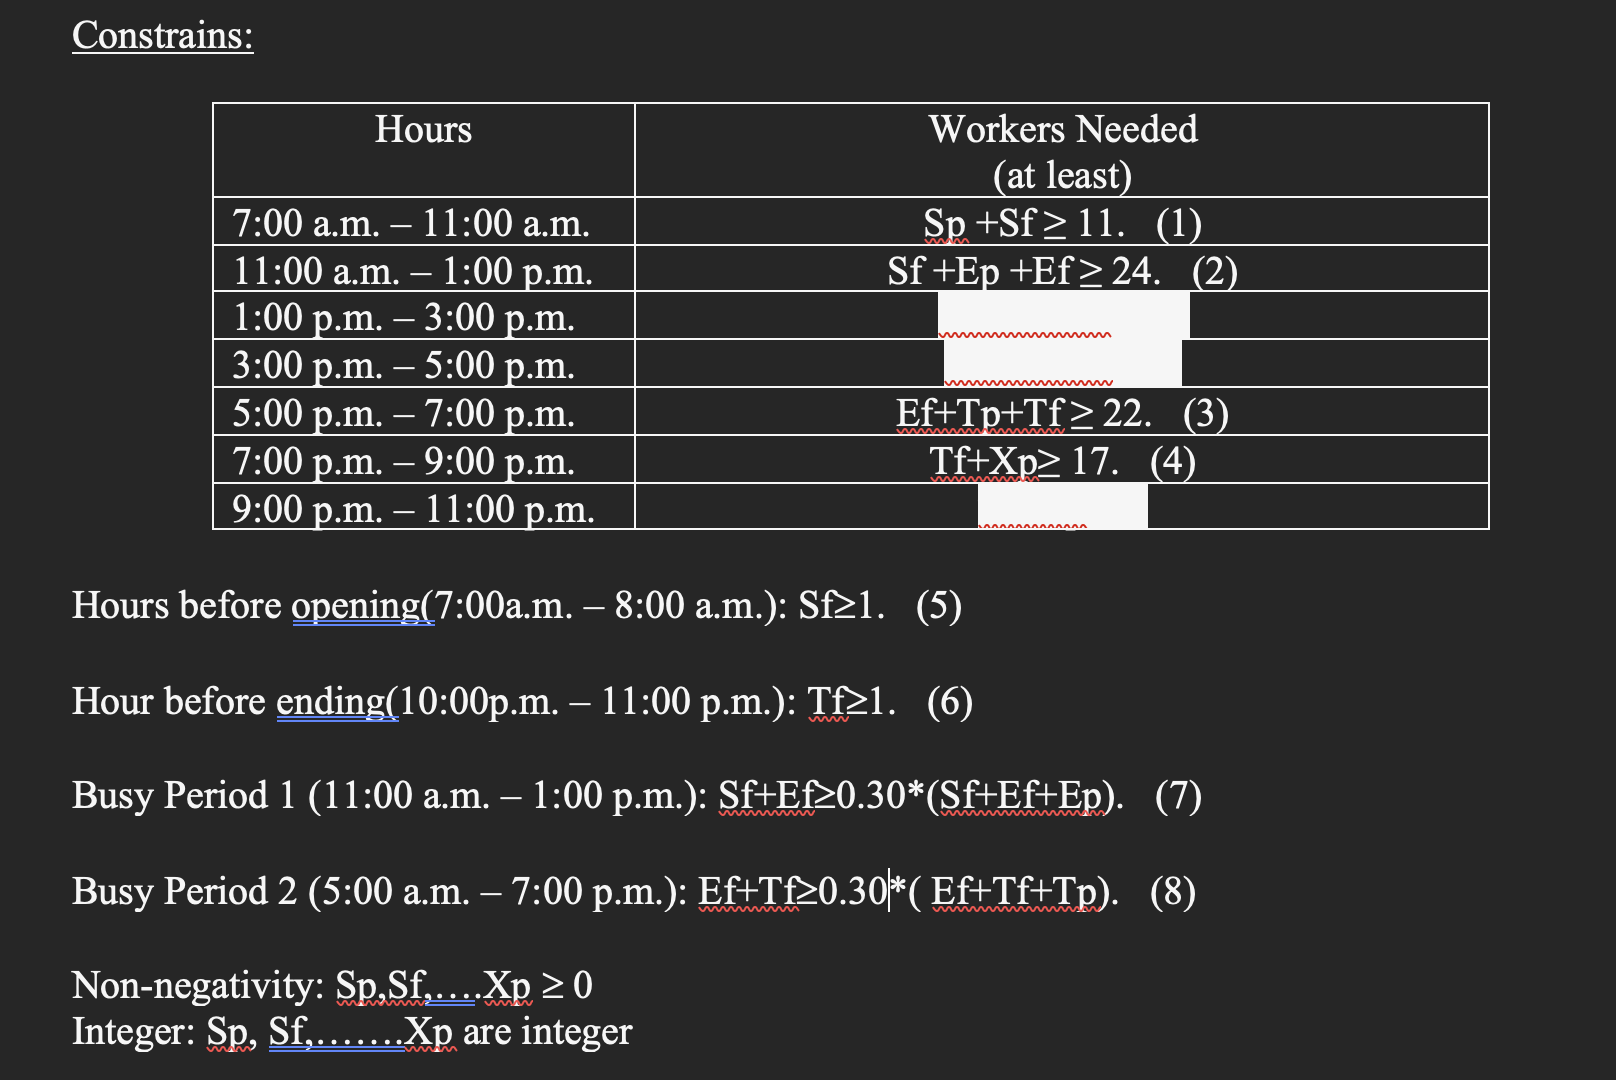 Constrains:
Hours Workers Needed
(at least)
7:00 a.m. – 11:00 a.m. Sp +Sf ≥ 11. (1)
11:00 a.m. – 1:00 p.m. Sf +Ep +Ef ≥ 24. (2)
1:00 p.m. – 3:00 p.m.
3:00 p.m. – 5:00 p.m.
5:00 p.m. – 7:00 p.m. Ef+Tp+Tf ≥ 22. (3)
7:00 p.m. – 9:00 p.m. Tf+Xp≥ 17. (4)
9:00 p.m. – 11:00 p.m.
Hours before opening(7:00a.m. – 8:00 a.m.): Sf≥1. (5)
Hour before ending(10:00p.m. – 11:00 p.m.): Tf≥1. (6)
Busy Period 1 (11:00 a.m. – 1:00 p.m.): Sf+Ef≥0.30*(Sf+Ef+Ep). (7)
Busy Period 2 (5:00 a.m. – 7:00 p.m.): Ef+Tf≥0.30*( Ef+Tf+Tp). (8)
Non-negativity: Sp,Sf,….Xp ≥ 0
Integer: Sp, Sf,…….Xp are integer